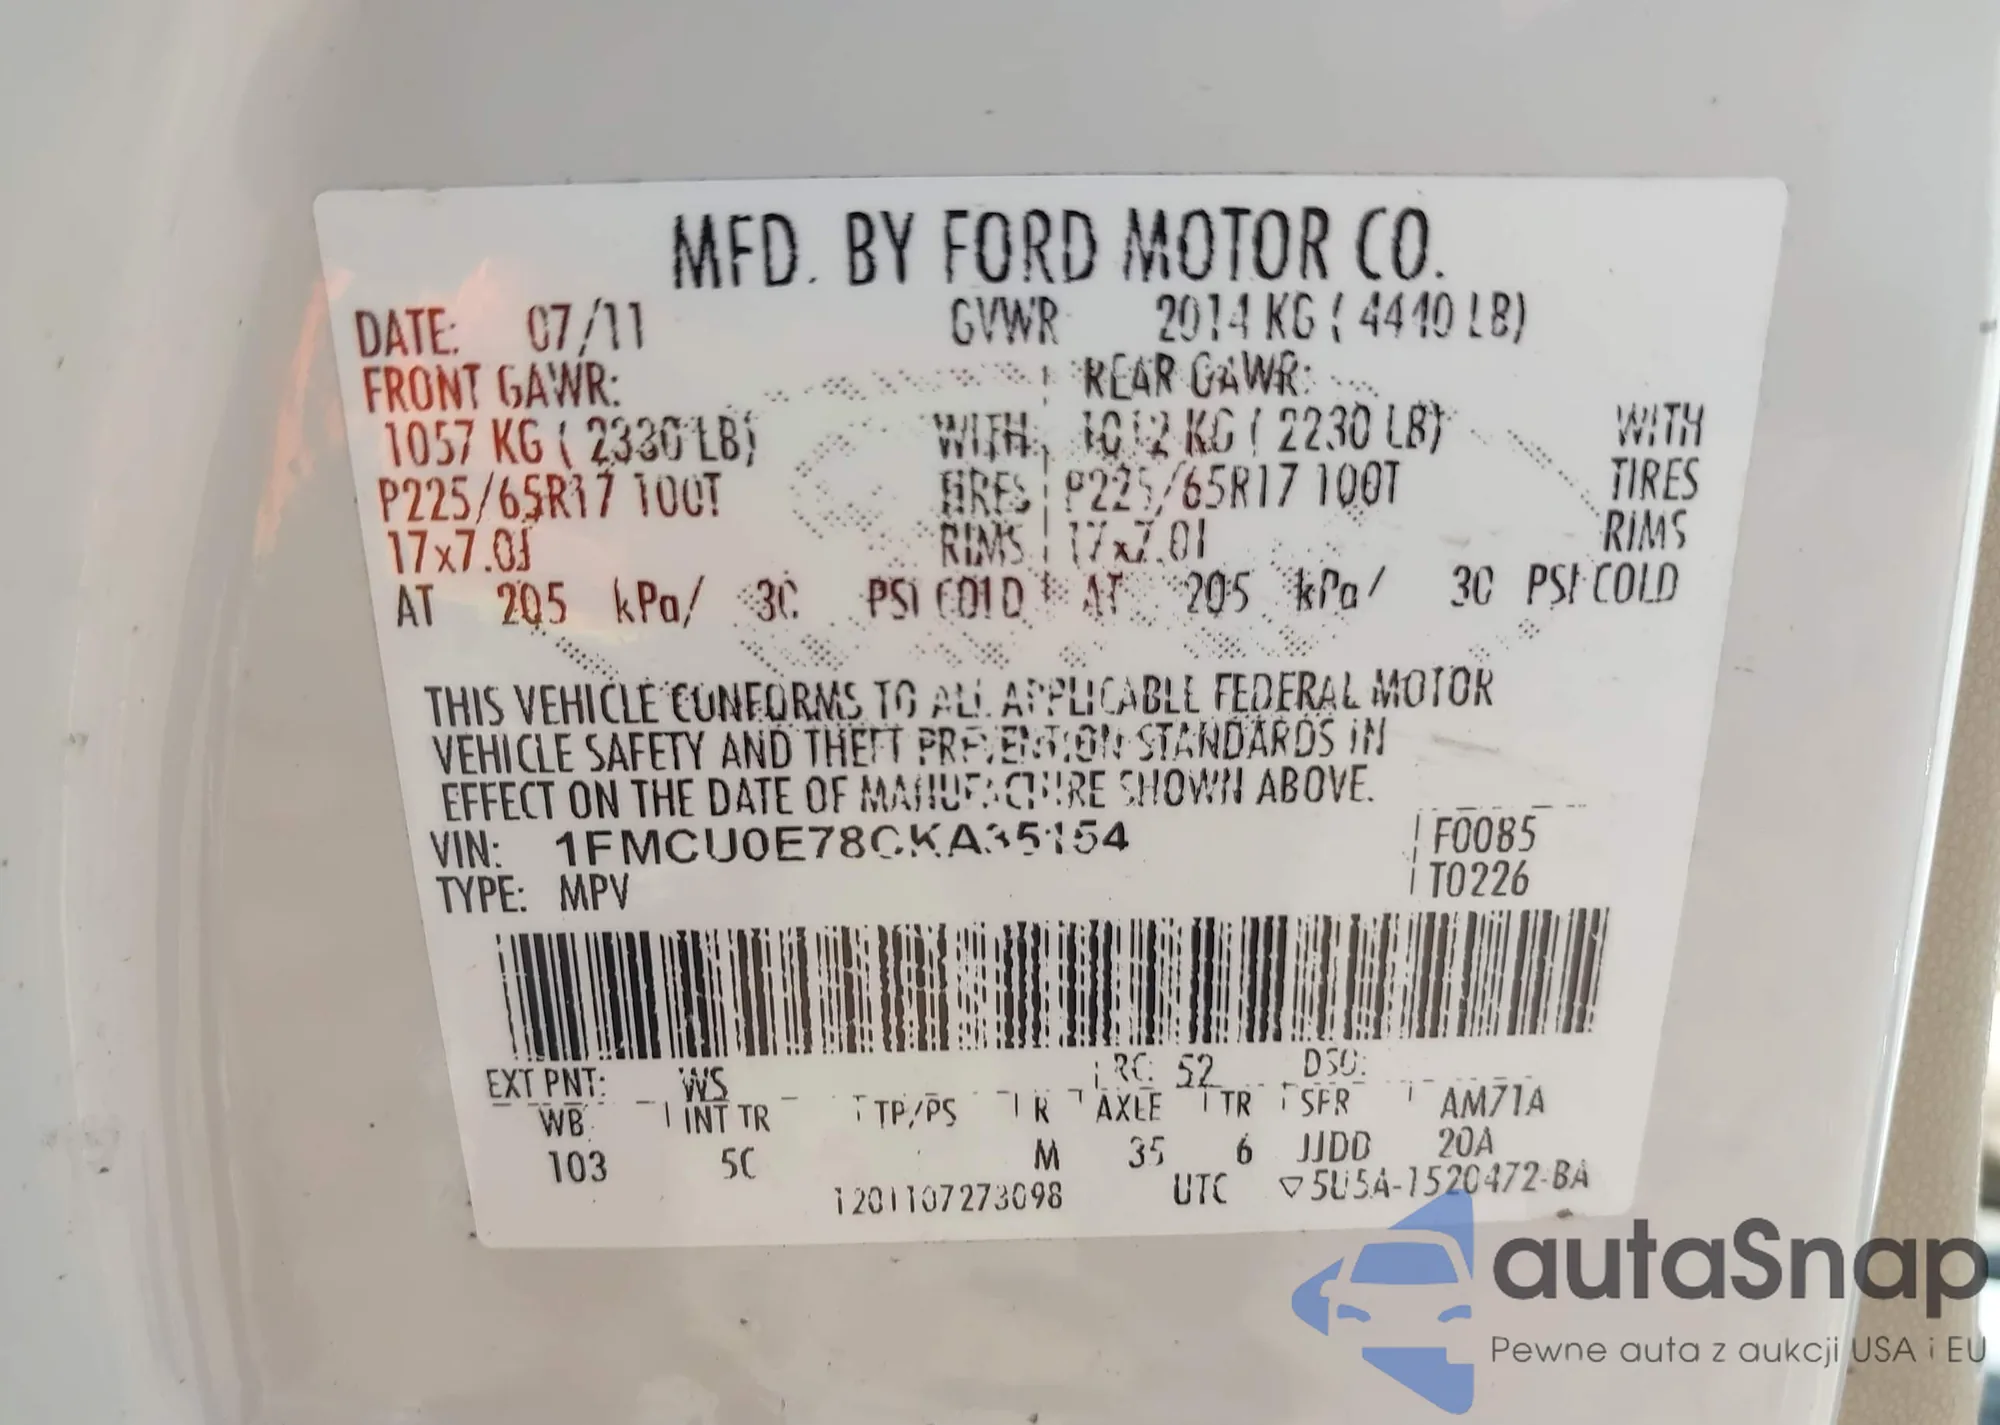 MFD. BY FORD MOTOR CO.
DATE: 07/11 GVWR 2014 KG ( 4440 LB)
FRONT GAWR: REAR GAWR:
1057 KG ( 2330 LB) WITH 1012 KG ( 2230 LB) WITH
P225/65R17 100T TIRES P225/65R17 100T TIRES
17x7.0J RIMS 17x7.0J RIMS
AT 205 kPa/ 30 PSI COLD AT 205 kPa/ 30 PSI COLD
THIS VEHICLE CONFORMS TO ALL APPLICABLE FEDERAL MOTOR
VEHICLE SAFETY AND THEFT PREVENTION STANDARDS IN
EFFECT ON THE DATE OF MANUFACTURE SHOWN ABOVE.
VIN: 1FMCU0E78CKA35154 F0085
TYPE: MPV T0226
EXT PNT: WS RC: 52 DSO:
WB INT TR TP/PS R AXLE TR SPR AM71A
103 5C M 35 6 JJDD 20A
1201107273098 UTC ▽5U5A-1520472-BA
autaSnap
Pewne auta z aukcji USA i EU